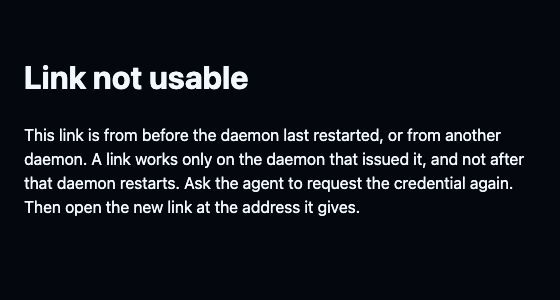 Link not usable
This link is from before the daemon last restarted, or from another
daemon. A link works only on the daemon that issued it, and not after
that daemon restarts. Ask the agent to request the credential again.
Then open the new link at the address it gives.